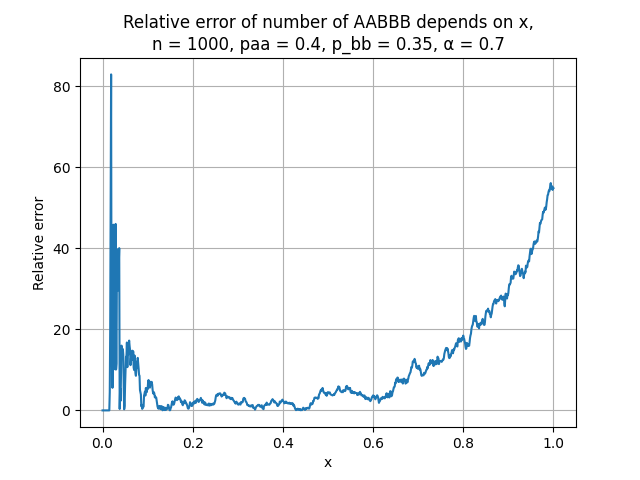 Relative error of number of AABBB depends on x,
n = 1000, paa = 0.4, p_bb = 0.35, α = 0.7
80
60
40
20
0
Relative error
0.0 0.2 0.4 0.6 0.8 1.0
x